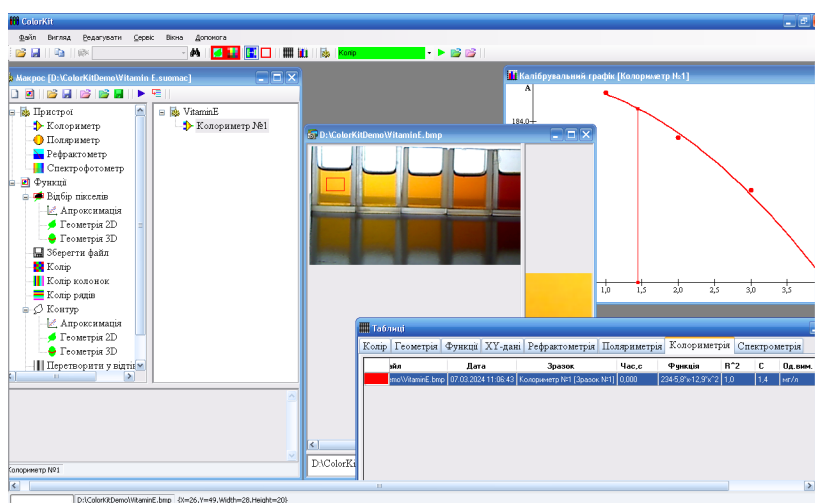 ColorKit
Файл Вигляд Редагувати Сервіс Вікна Допомога
Колір
Макрос [D:\ColorKitDemo\Vitamin E.suomac]
Пристрої
Колориметр
Поляриметр
Рефрактометр
Спектрофотометр
Функції
Відбір пікселів
Апроксимація
Геометрія 2D
Геометрія 3D
Зберегти файл
Колір
Колір колонок
Колір рядів
Контур
Апроксимація
Геометрія 2D
Геометрія 3D
Перетворити у відтін
VitaminE
Колориметр №1
Колориметр №1
D:\ColorKitDemo\VitaminE.bmp
D:\ColorKi
Калібрувальний графік [Колориметр №1]
A
184,0
1,0 1,5 2,0 2,5 3,0 3,5
Таблиці
Колір Геометрія Функції XY-дані Рефрактометрія Поляриметрія Колориметрія Спектрометрія
айл Дата Зразок Час,с Функція R^2 C Од.вим.
emo\VitaminE.bmp 07.03.2024 11:06:43 Колориметр №1 [Зразок №1] 0,000 234-5,8*x-12,9*x^2 1,0 1,4 мг/л
D:\ColorKitDemo\VitaminE.bmp {X=26,Y=49,Width=28,Height=20}